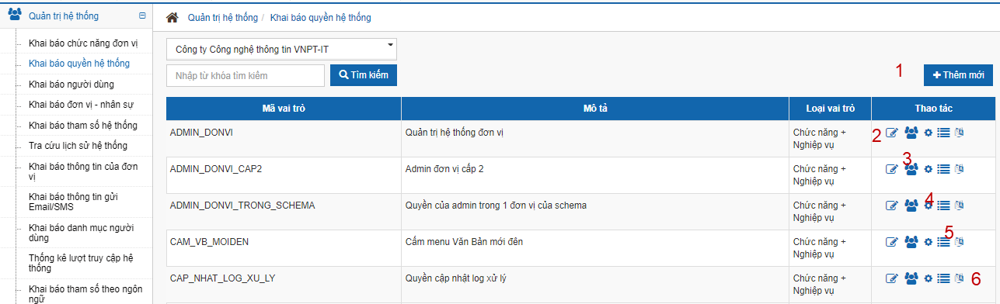 Quản trị hệ thống
Khai báo chức năng đơn vị
Khai báo quyền hệ thống
Khai báo người dùng
Khai báo đơn vị - nhân sự
Khai báo tham số hệ thống
Tra cứu lịch sử hệ thống
Khai báo thông tin của đơn
vị
Khai báo thông tin gửi
Email/SMS
Khai báo danh mục người
dùng
Thống kê lượt truy cập hệ
thống
Khai báo tham số theo ngôn
ngữ
Quản trị hệ thống / Khai báo quyền hệ thống
Công ty Công nghệ thông tin VNPT-IT
Nhập từ khóa tìm kiếm Tìm kiếm 1 Thêm mới
Mã vai trò Mô tả Loại vai trò Thao tác
ADMIN_DONVI Quản trị hệ thống đơn vị Chức năng +
Nghiệp vụ 2
ADMIN_DONVI_CAP2 Admin đơn vị cấp 2 Chức năng +
Nghiệp vụ 3
ADMIN_DONVI_TRONG_SCHEMA Quyền của admin trong 1 đơn vị của schema Chức năng +
Nghiệp vụ 4
CAM_VB_MOIDEN Cấm menu Văn Bản mới đến Chức năng +
Nghiệp vụ 5
CAP_NHAT_LOG_XU_LY Quyền cập nhật log xử lý Chức năng +
Nghiệp vụ 6